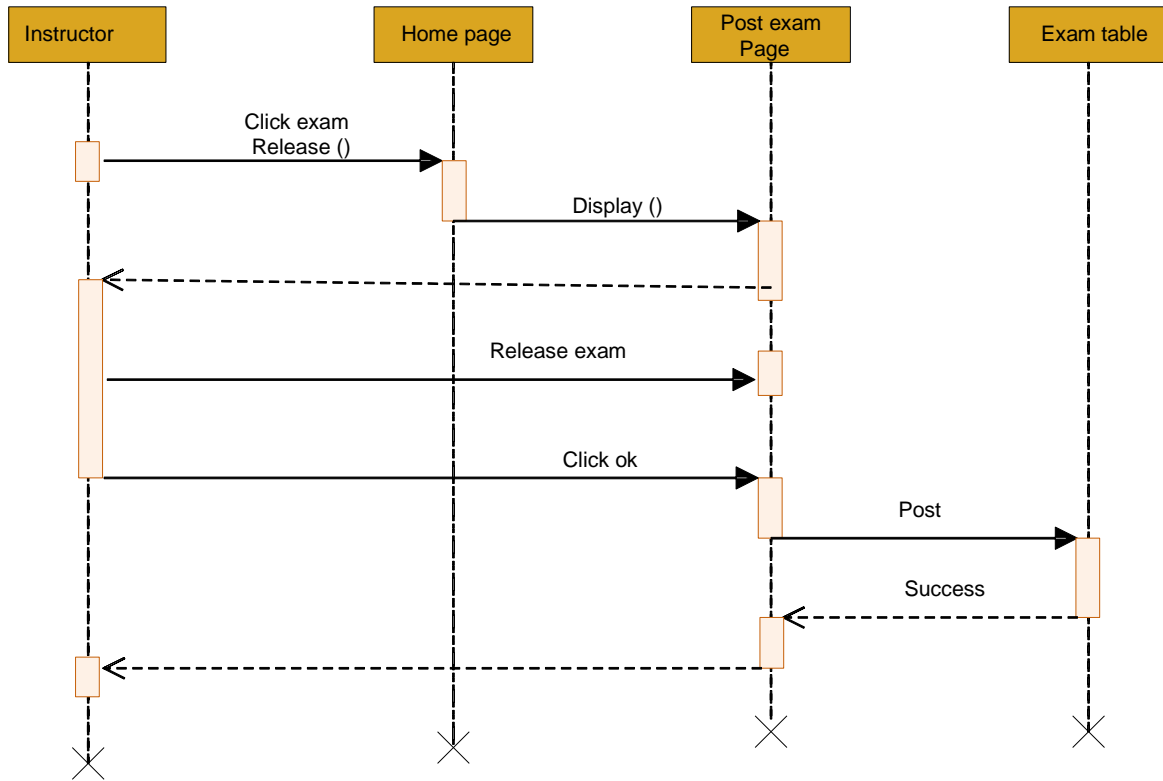 Instructor
Home page
Post exam
Page
Exam table
Click exam
Release ()
Display ()
Release exam
Click ok
Post
Success